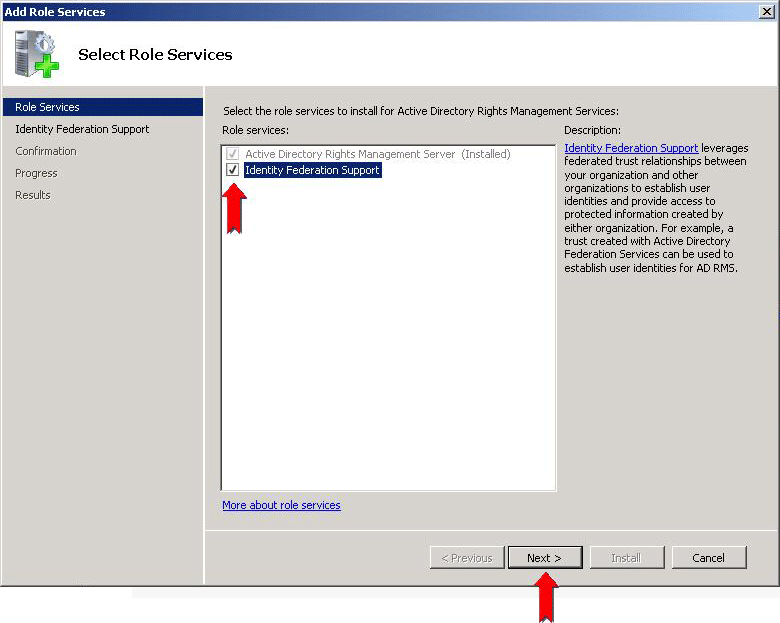 Add Role Services
Select Role Services
Role Services
Identity Federation Support
Confirmation
Progress
Results
Select the role services to install for Active Directory Rights Management Services:
Role services:
Active Directory Rights Management Server (Installed)
Identity Federation Support
More about role services
Description:
Identity Federation Support leverages
federated trust relationships between
your organization and other
organizations to establish user
identities and provide access to
protected information created by
either organization. For example, a
trust created with Active Directory
Federation Services can be used to
establish user identities for AD RMS.
< Previous
Next >
Install
Cancel